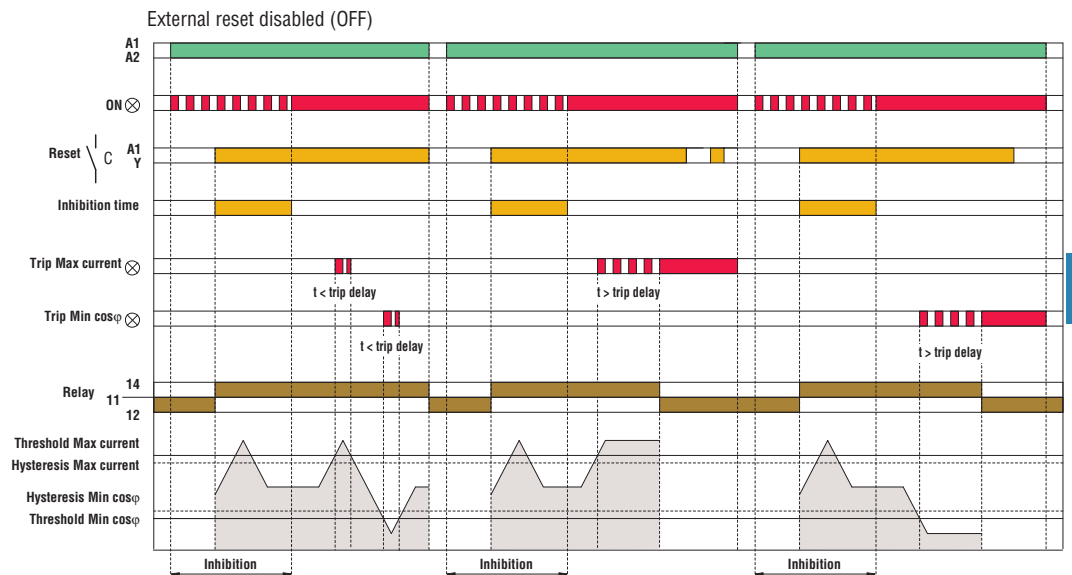 External reset disabled (OFF)
A1
A2
ON
Reset C A1
Y
Inhibition time
Trip Max current
t < trip delay t > trip delay
Trip Min cosφ
t < trip delay t > trip delay
Relay 14
11
12
Threshold Max current
Hysteresis Max current
Hysteresis Min cosφ
Threshold Min cosφ
Inhibition Inhibition Inhibition